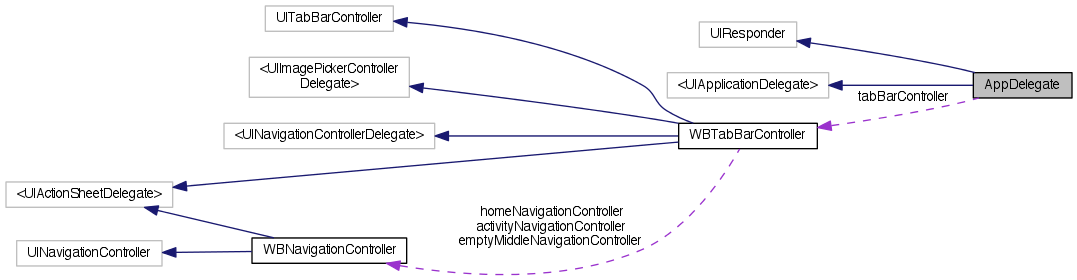 UITabBarController
UIResponder
<UIImagePickerController
Delegate>
<UIApplicationDelegate>
AppDelegate
tabBarController
<UINavigationControllerDelegate>
WBTabBarController
<UIActionSheetDelegate>
homeNavigationController
activityNavigationController
emptyMiddleNavigationController
UINavigationController
WBNavigationController